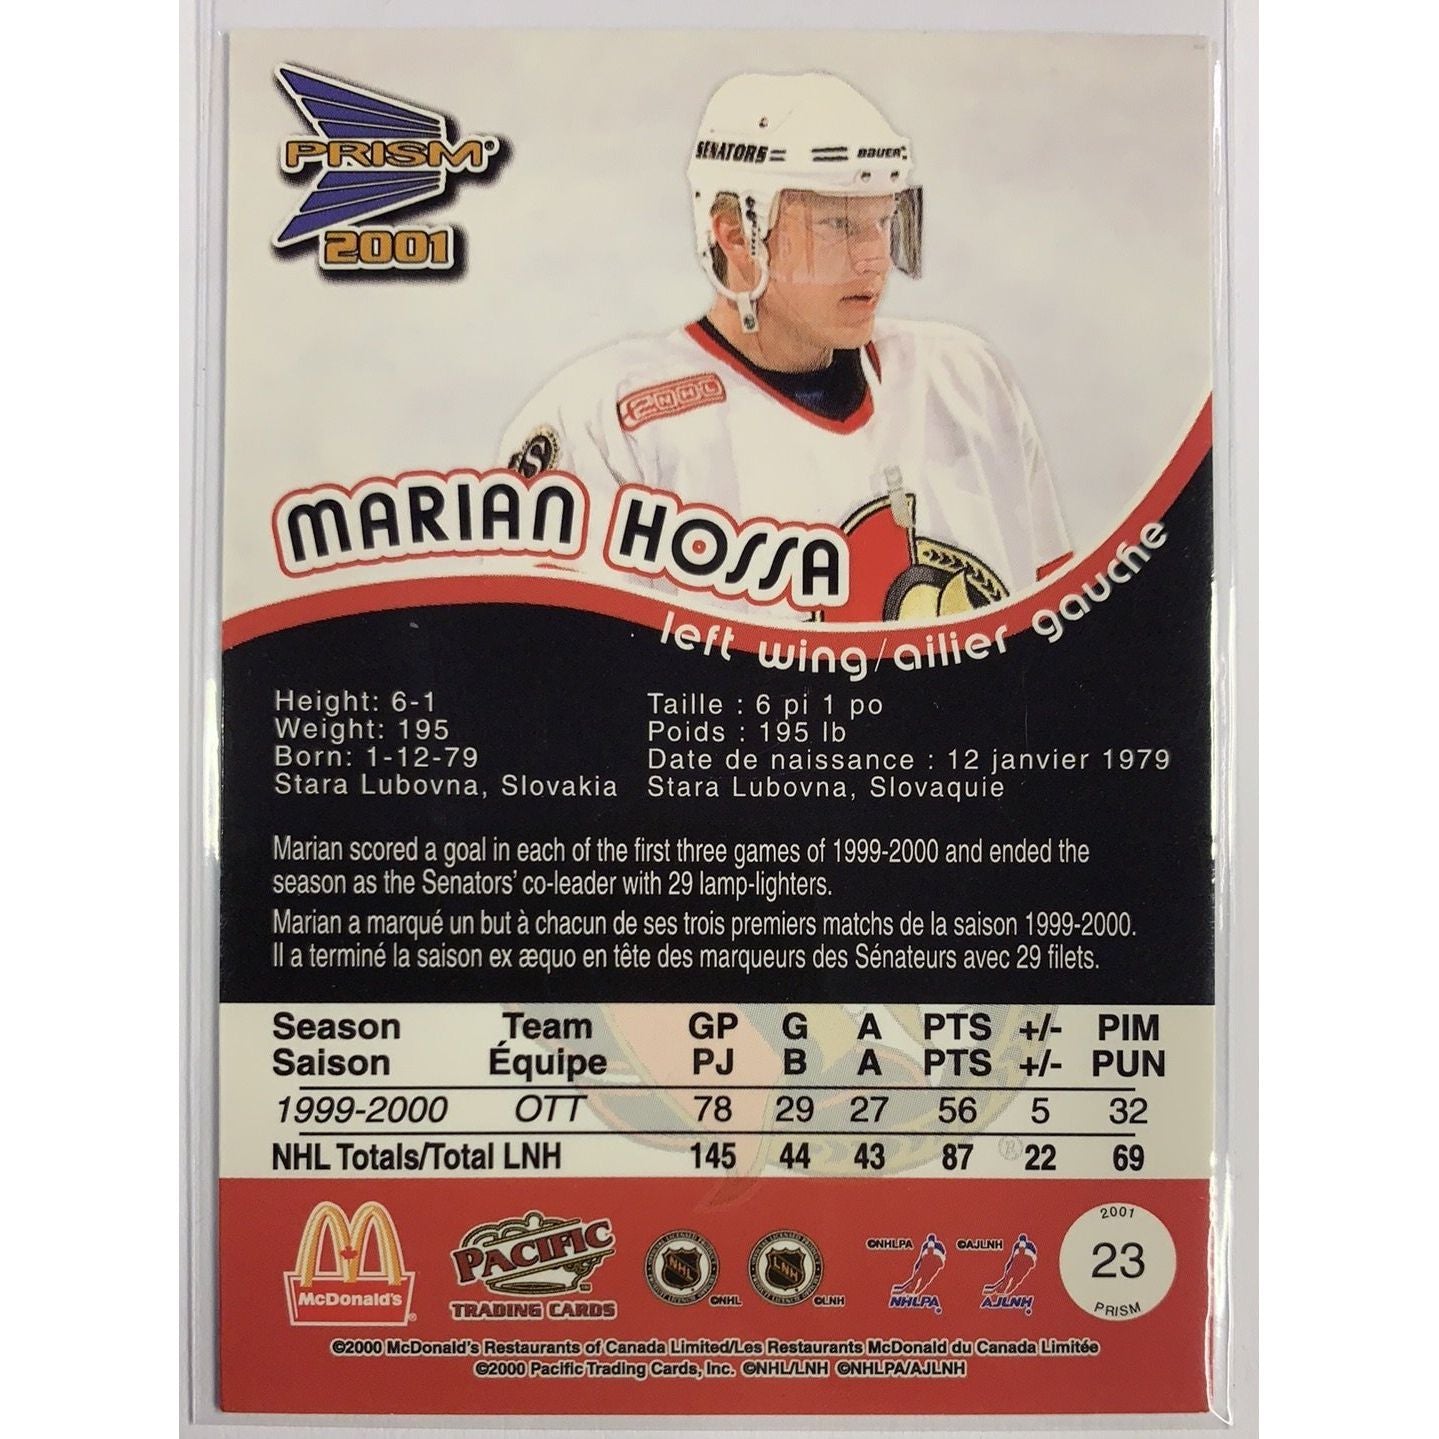 PRISM®
2001
SENATORS
BAUER
2NHL
MARIAN HOSSA
left wing/ailier gauche
Height: 6-1
Weight: 195
Born: 1-12-79
Stara Lubovna, Slovakia
Taille : 6 pi 1 po
Poids : 195 lb
Date de naissance : 12 janvier 1979
Stara Lubovna, Slovaquie
Marian scored a goal in each of the first three games of 1999-2000 and ended the
season as the Senators' co-leader with 29 lamp-lighters.
Marian a marqué un but à chacun de ses trois premiers matchs de la saison 1999-2000.
Il a terminé la saison ex æquo en tête des marqueurs des Sénateurs avec 29 filets.
Season Team GP G A PTS +/- PIM
Saison Équipe PJ B A PTS +/- PUN
1999-2000 OTT 78 29 27 56 5 32
NHL Totals/Total LNH 145 44 43 87 22 69
McDonald's®
PACIFIC
TRADING CARDS
NHL
©NHL
LNH
©LNH
©NHLPA
NHLPA
©AJLNH
AJLNH
2001
23
PRISM
©2000 McDonald's Restaurants of Canada Limited/Les Restaurants McDonald du Canada Limitée
©2000 Pacific Trading Cards, Inc. ©NHL/LNH ©NHLPA/AJLNH